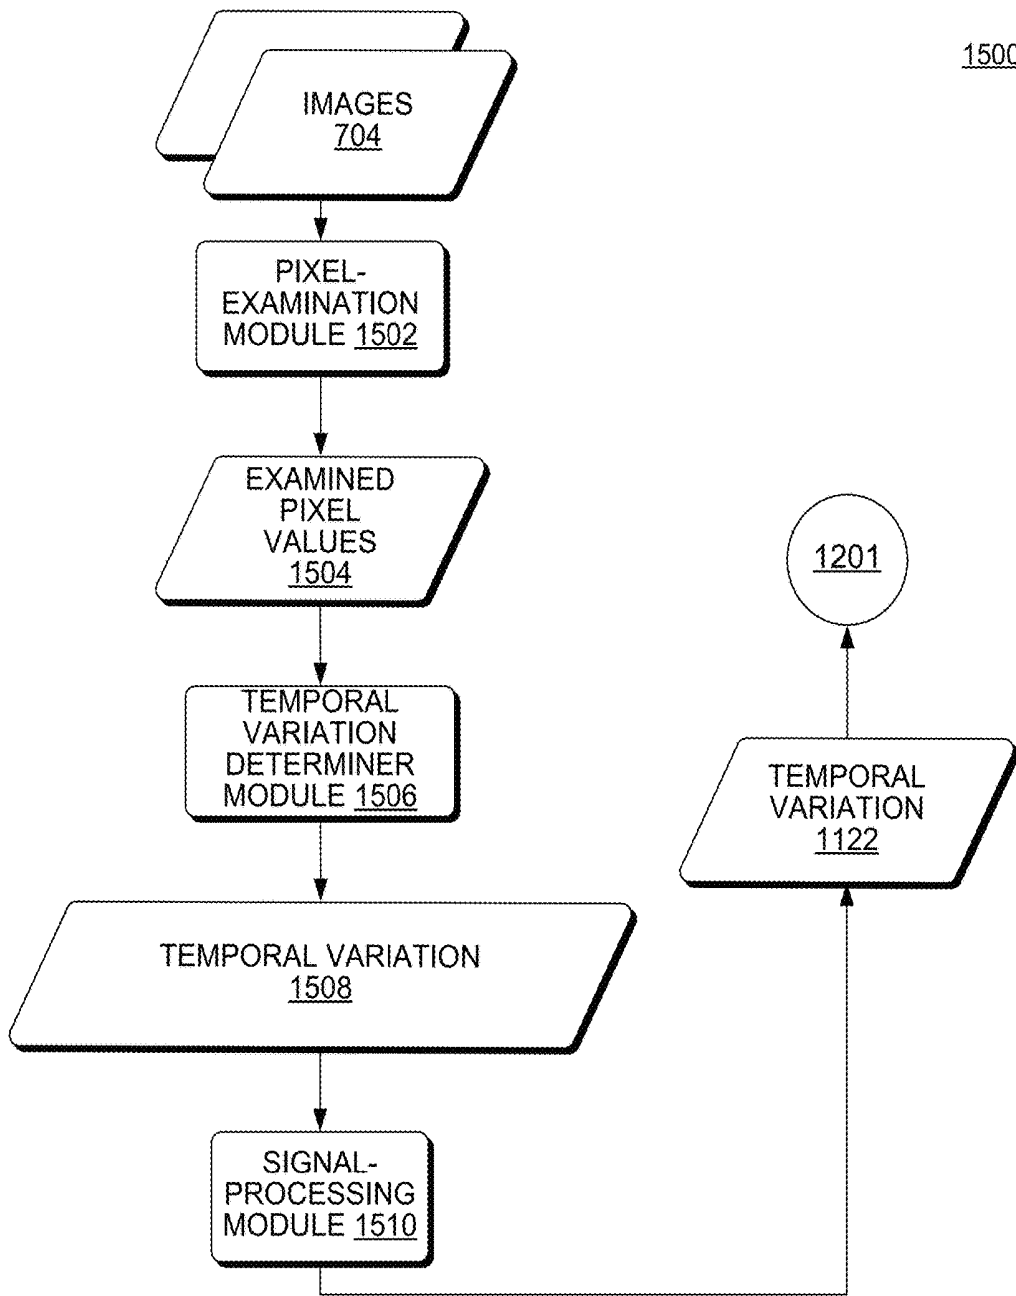 1500
IMAGES
704
PIXEL-
EXAMINATION
MODULE 1502
EXAMINED
PIXEL
VALUES
1504
TEMPORAL
VARIATION
DETERMINER
MODULE 1506
TEMPORAL VARIATION
1508
SIGNAL-
PROCESSING
MODULE 1510
TEMPORAL
VARIATION
1122
1201